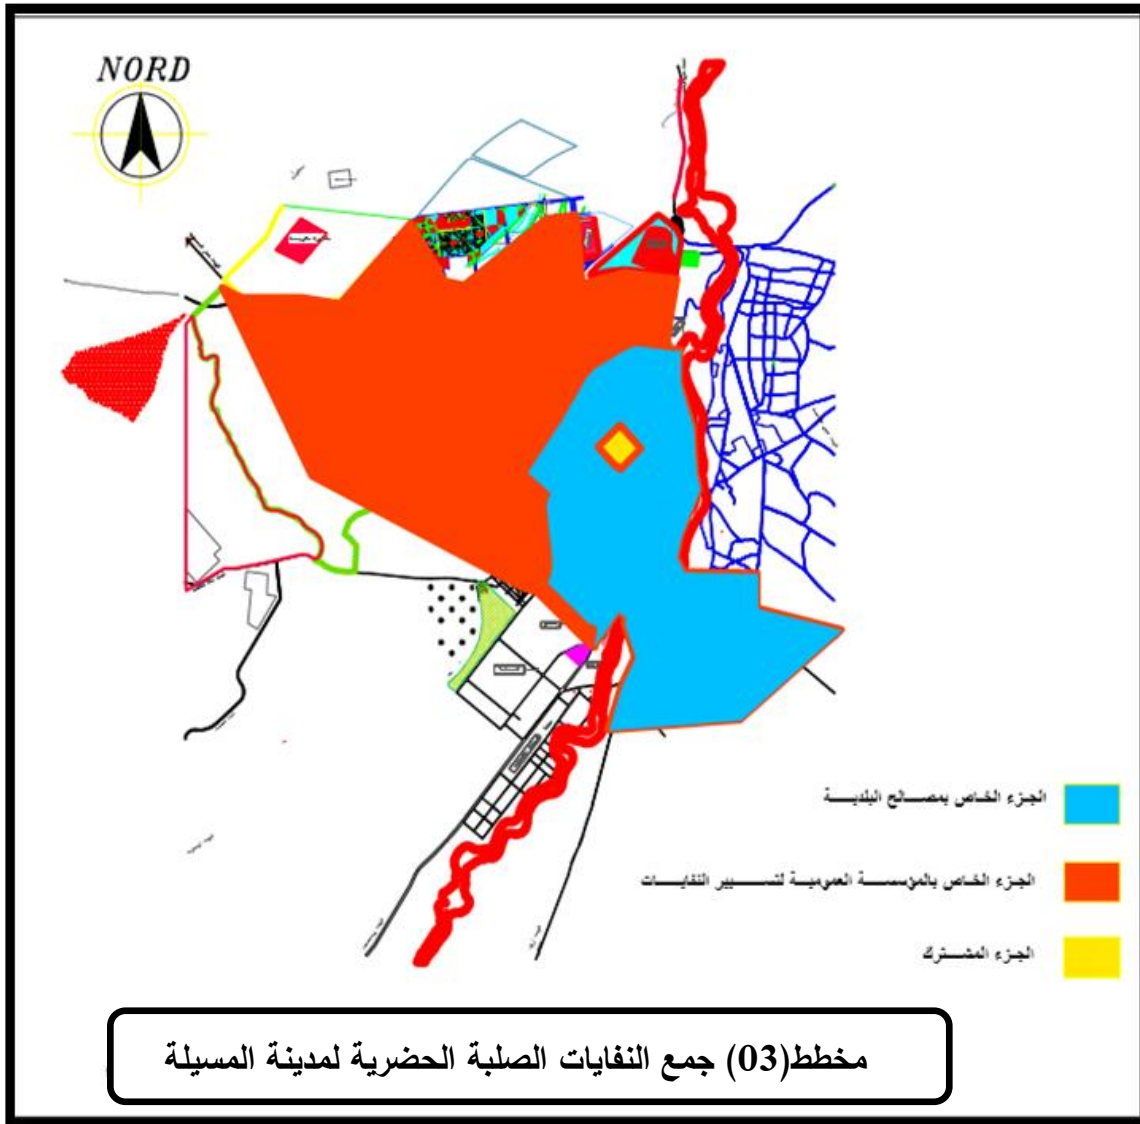 NORD
الجزء الخاص بمصالح البلدية
الجزء الخاص بالمؤسسة العمومية لتسيير النفايات
الجزء المشترك
مخطط(03) جمع النفايات الصلبة الحضرية لمدينة المسيلة